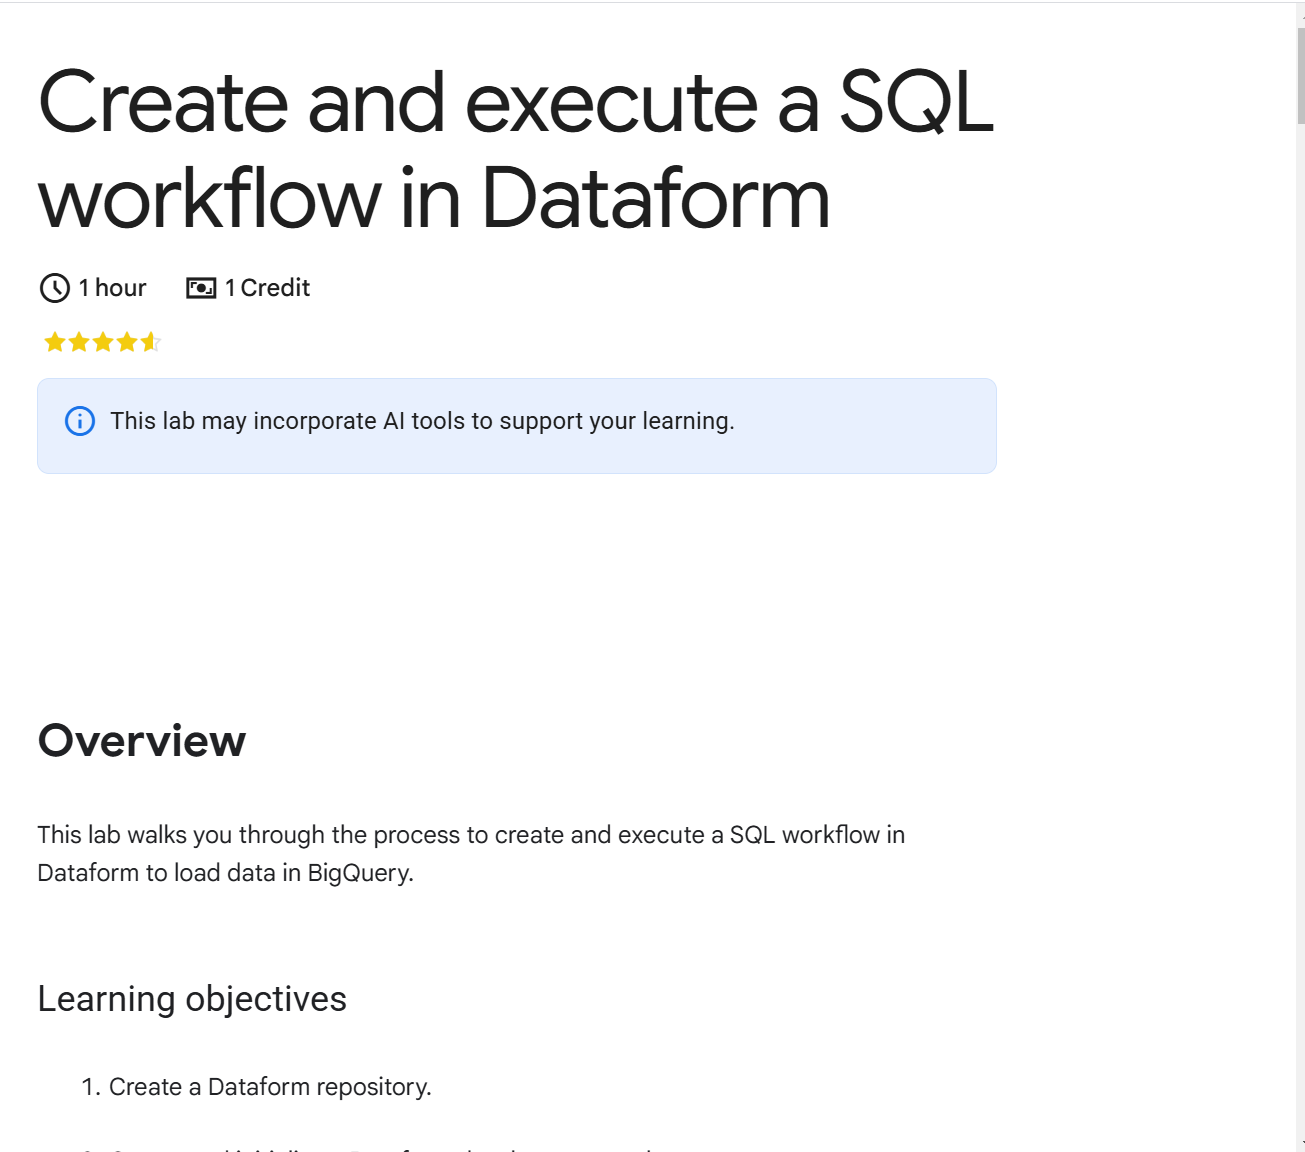 Create and execute a SQL
workflow in Dataform
1 hour
1 Credit
This lab may incorporate AI tools to support your learning.
Overview
This lab walks you through the process to create and execute a SQL workflow in
Dataform to load data in BigQuery.
Learning objectives
1. Create a Dataform repository.